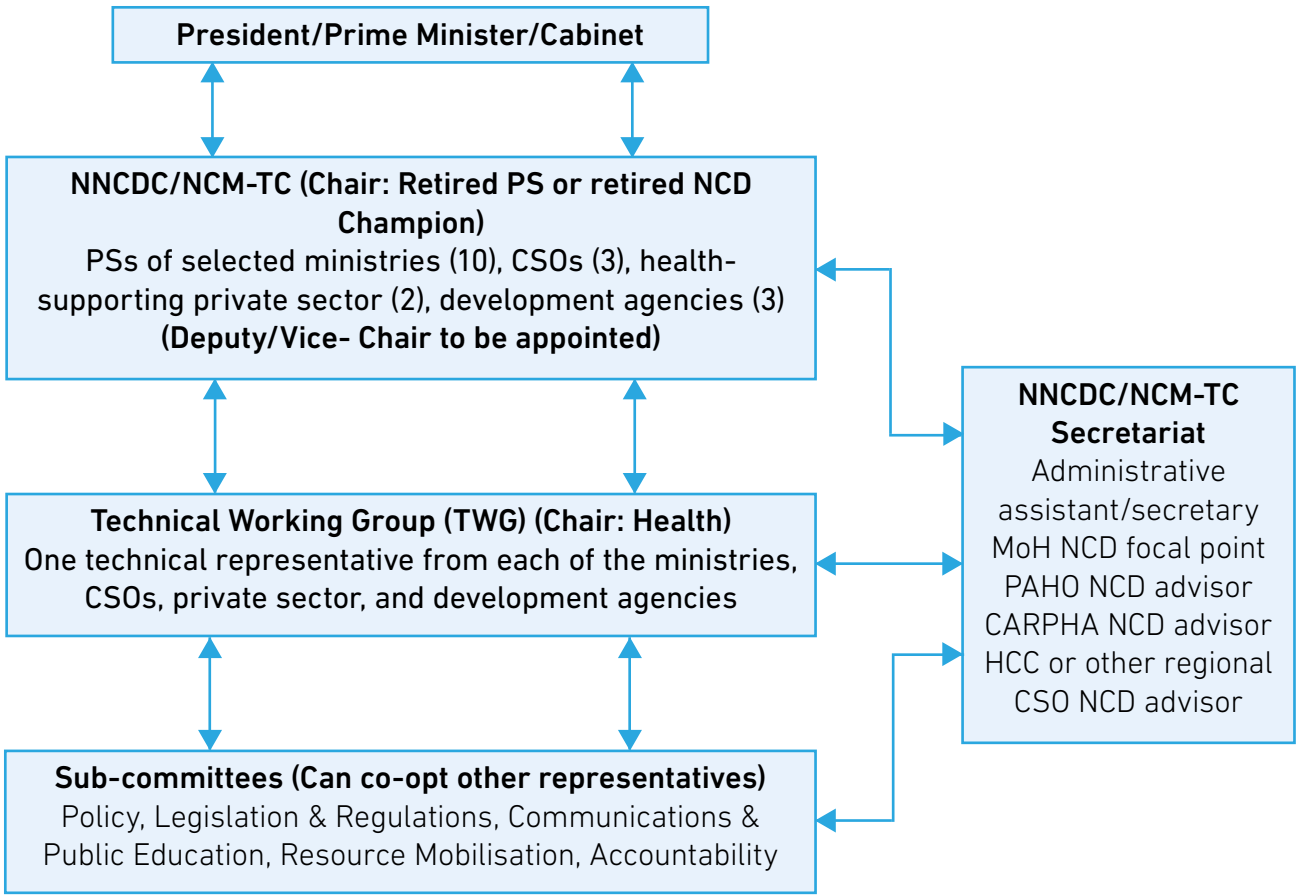 President/Prime Minister/Cabinet
NNCDC/NCM-TC (Chair: Retired PS or retired NCD
Champion)
PSs of selected ministries (10), CSOs (3), health-
supporting private sector (2), development agencies (3)
(Deputy/Vice- Chair to be appointed)
Technical Working Group (TWG) (Chair: Health)
One technical representative from each of the ministries,
CSOs, private sector, and development agencies
Sub-committees (Can co-opt other representatives)
Policy, Legislation & Regulations, Communications &
Public Education, Resource Mobilisation, Accountability
NNCDC/NCM-TC
Secretariat
Administrative
assistant/secretary
MoH NCD focal point
PAHO NCD advisor
CARPHA NCD advisor
HCC or other regional
CSO NCD advisor